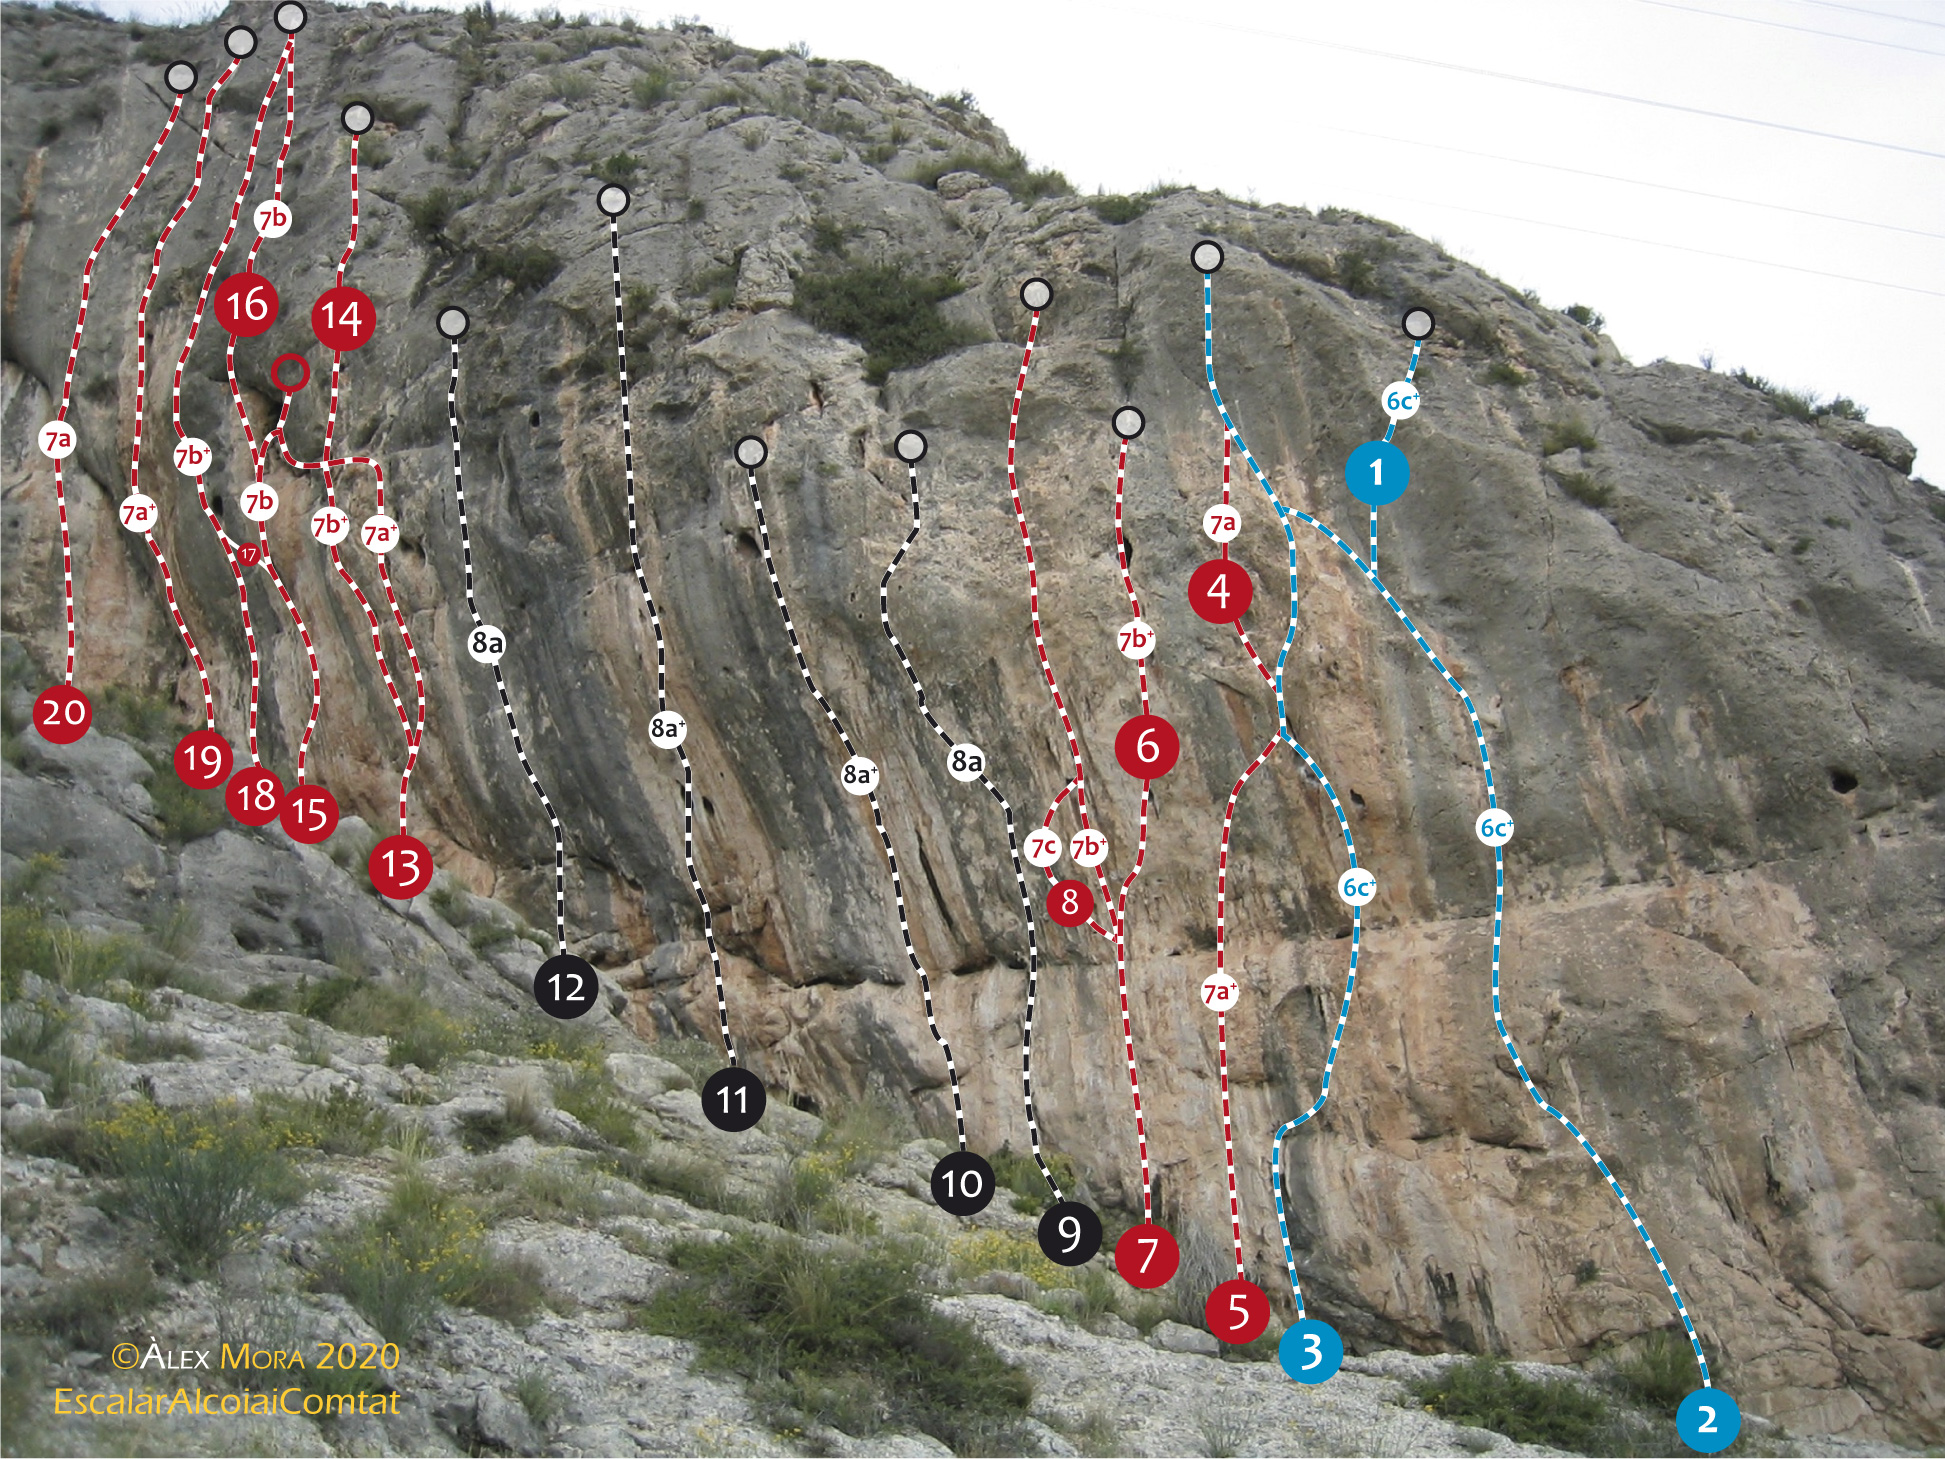 7b
16
14
6c⁺
1
7a
7b⁺
7b
7a⁺
7b⁺
7a⁺
7a
17
4
8a
7b⁺
20
8a⁺
6
19
8a⁺
8a
18
15
6c⁺
7c
7b⁺
13
6c⁺
8
12
7a⁺
11
10
9
7
5
3
©ÀLEX MORA 2020
EscalarAlcoiaiComtat
2